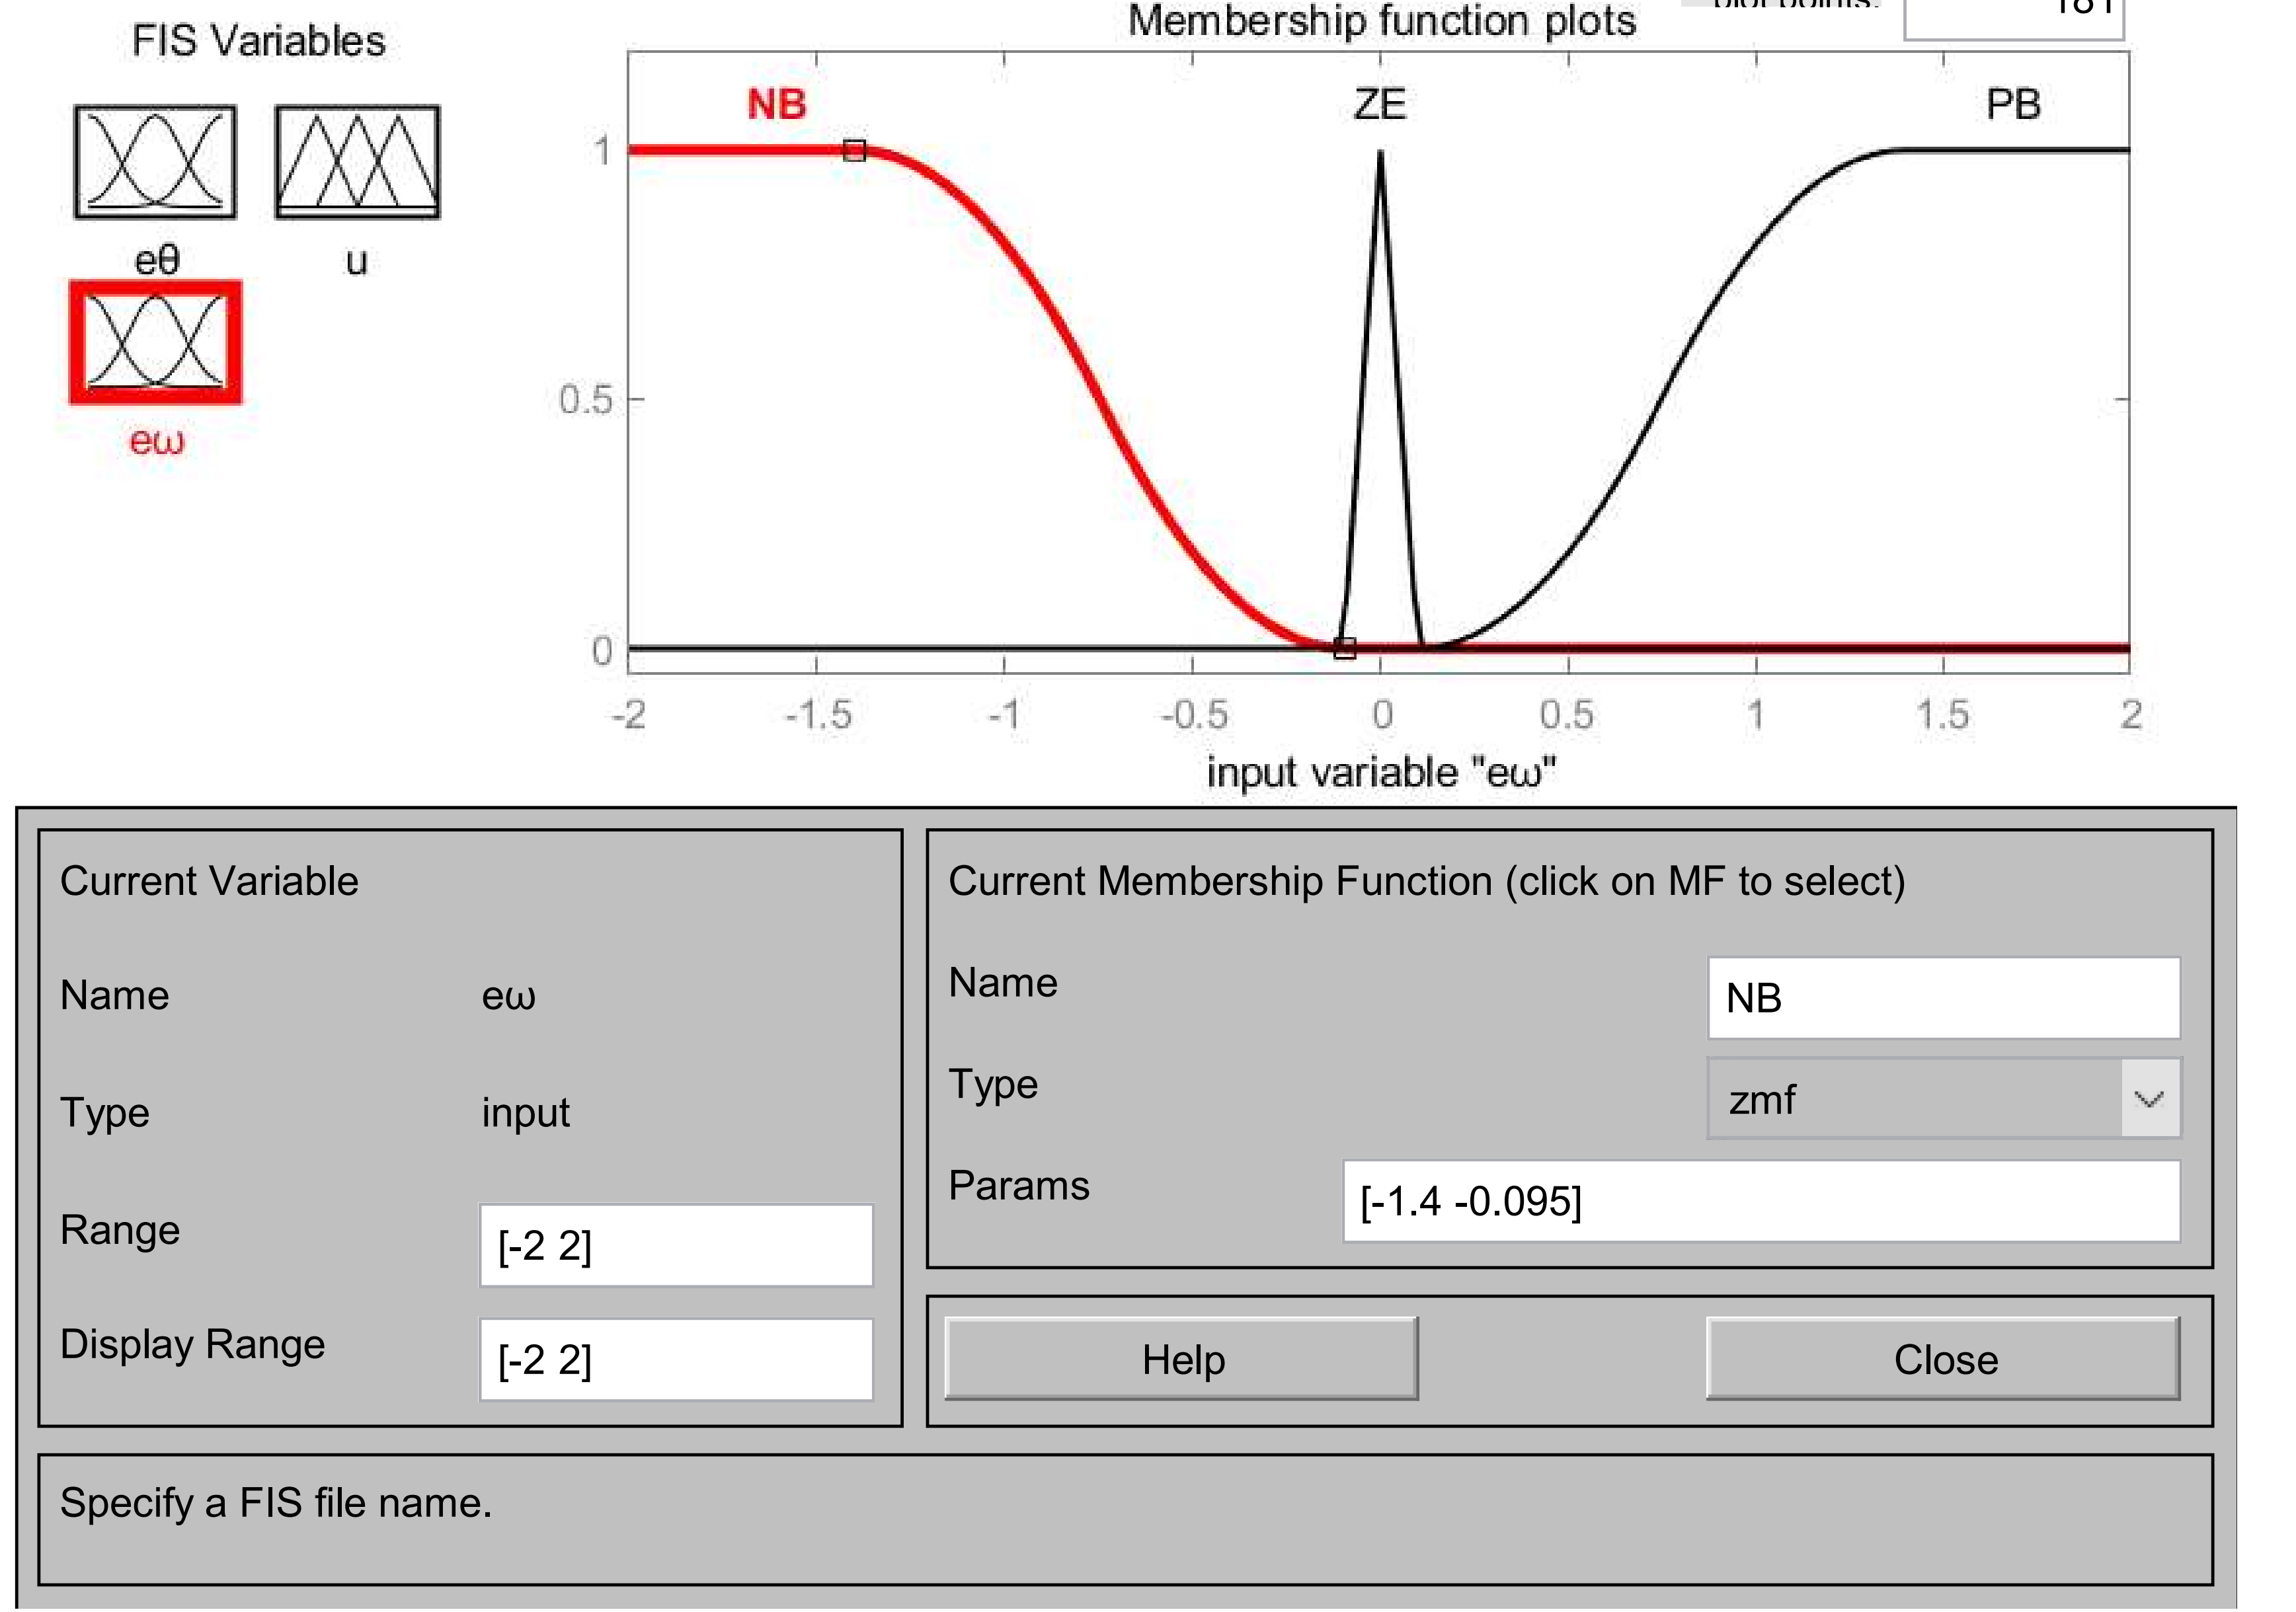 FIS Variables
Membership function plots
plot points:
181
NB
ZE
PB
1
0.5
0
eθ
u
eω
-2
-1.5
-1
-0.5
0
0.5
1
1.5
2
input variable "eω"
Current Variable
Name
eω
Type
input
Range
[-2 2]
Display Range
[-2 2]
Current Membership Function (click on MF to select)
Name
NB
Type
zmf
Params
[-1.4 -0.095]
Help
Close
Specify a FIS file name.